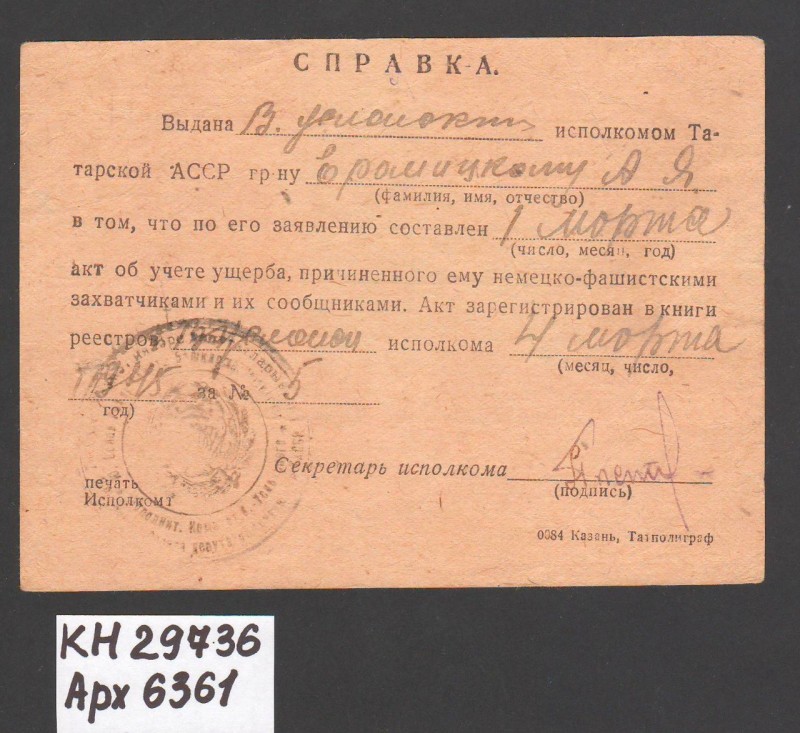 СПРАВКА.
Выдана В. Услонским исполкомом Та-
тарской АССР гр-ну Ерамицкому А Я
(фамилия, имя, отчество)
в том, что по его заявлению составлен 1 марта
(число, месяц, год)
акт об учете ущерба, причиненного ему немецко-фашистскими
захватчиками и их сообщниками. Акт зарегистрирован в книги
реестров исполкома 4 марта
(месяц, число,
1945 за № 5
год)
Секретарь исполкома
(подпись)
печать
Исполкома
0384 Казань, Татполиграф
КН 29736
Арх 6361